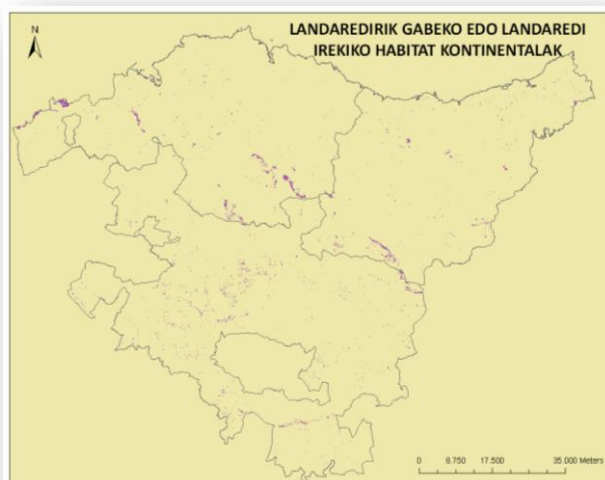 LANDAREDIRIK GABEKO EDO LANDAREDI
IREKIKO HABITAT KONTINENTALAK
N
0 8.750 17.500 35.000 Meters